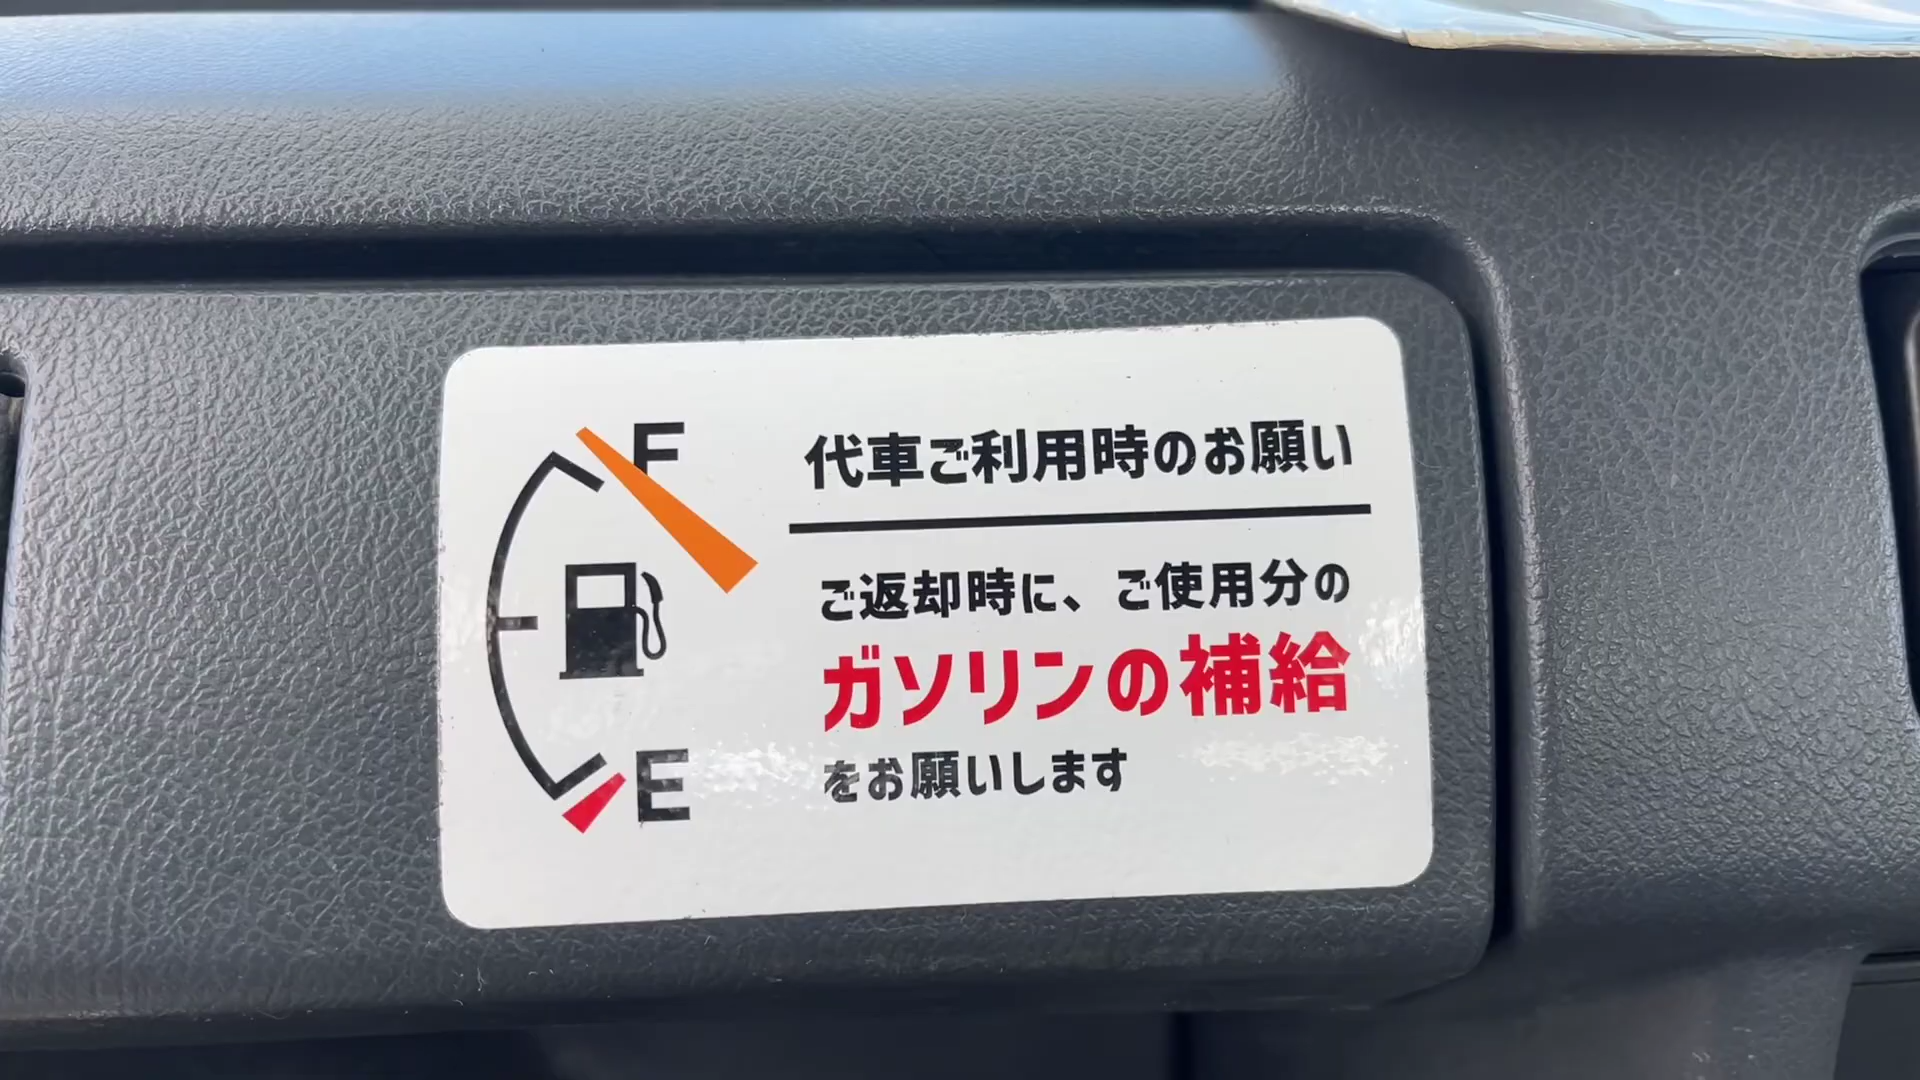 F
E
代車ご利用時のお願い
ご返却時に、ご使用分の
ガソリンの補給
をお願いします